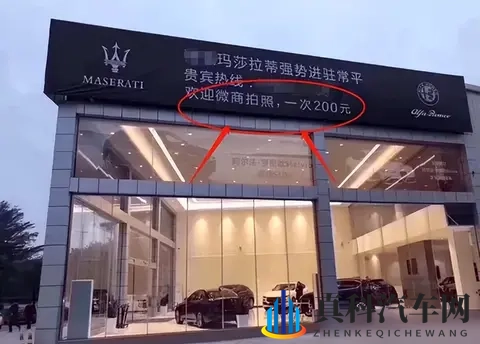 玛莎拉蒂强势进驻常平
贵宾热线：
欢迎微商拍照，一次200元
MASERATI
Alfa Romeo
真科汽车网
ZHENKEQICHEWANG